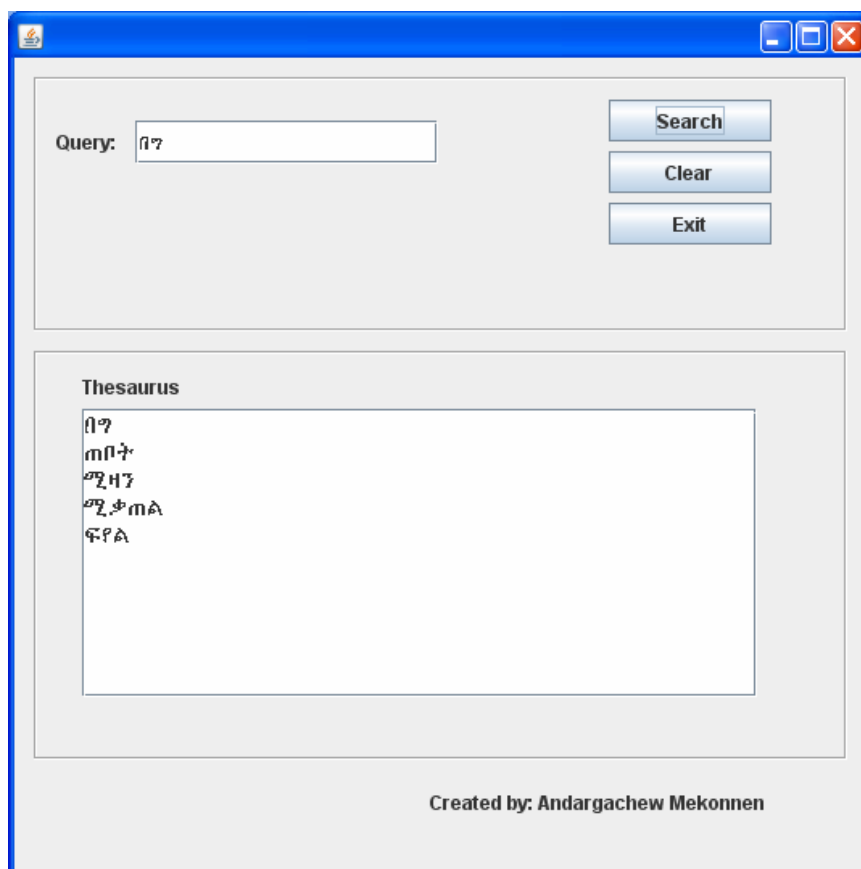 Query: በግ
Search
Clear
Exit
Thesaurus
በግ
ጠቦት
ሚዛን
ሚቃጠል
ፍየል
Created by: Andargachew Mekonnen